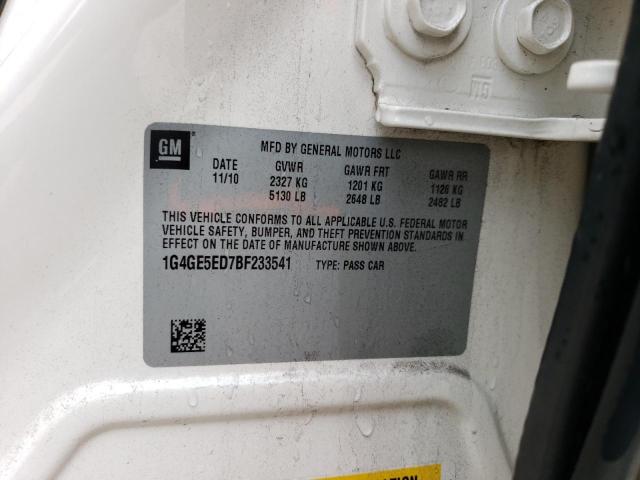 GM
MFD BY GENERAL MOTORS LLC
DATE GVWR GAWR FRT GAWR RR
11/10 2327 KG 1201 KG 1126 KG
5130 LB 2648 LB 2482 LB
THIS VEHICLE CONFORMS TO ALL APPLICABLE U.S. FEDERAL MOTOR
VEHICLE SAFETY, BUMPER, AND THEFT PREVENTION STANDARDS IN
EFFECT ON THE DATE OF MANUFACTURE SHOWN ABOVE.
1G4GE5ED7BF233541 TYPE: PASS CAR